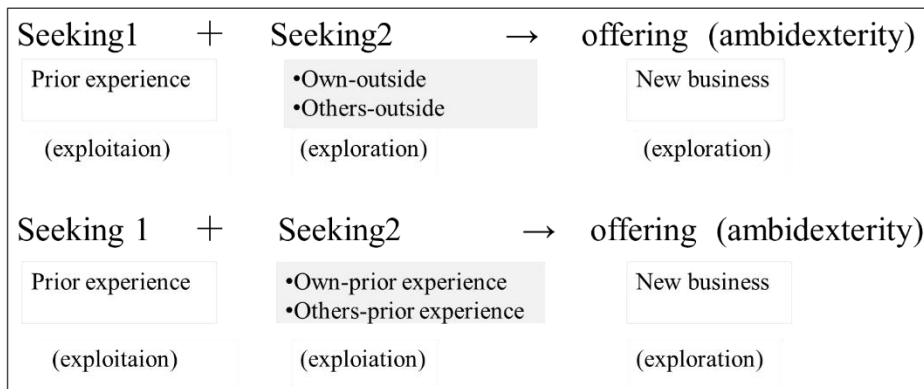 Seeking1 + Seeking2 → offering (ambidexterity)
Prior experience •Own-outside New business
•Others-outside
(exploitaion) (exploration) (exploration)
Seeking 1 + Seeking2 → offering (ambidexterity)
Prior experience •Own-prior experience New business
•Others-prior experience
(exploitaion) (exploiation) (exploration)